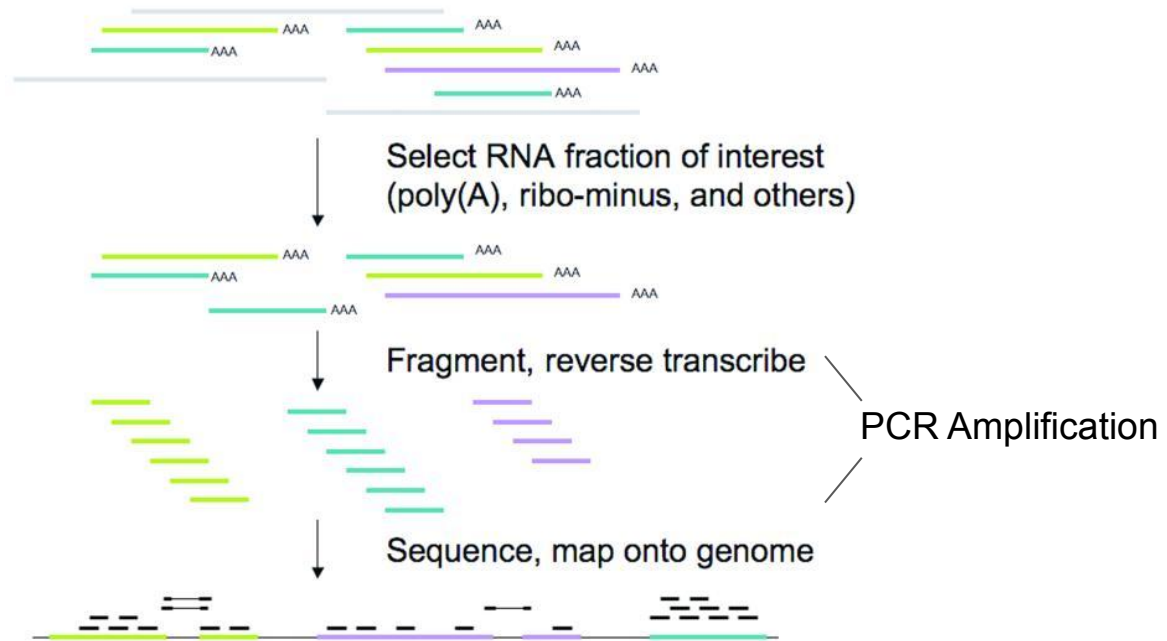 AAA
AAA
AAA
AAA
AAA
AAA
Select RNA fraction of interest
(poly(A), ribo-minus, and others)
AAA
AAA
AAA
AAA
AAA
AAA
Fragment, reverse transcribe
PCR Amplification
Sequence, map onto genome